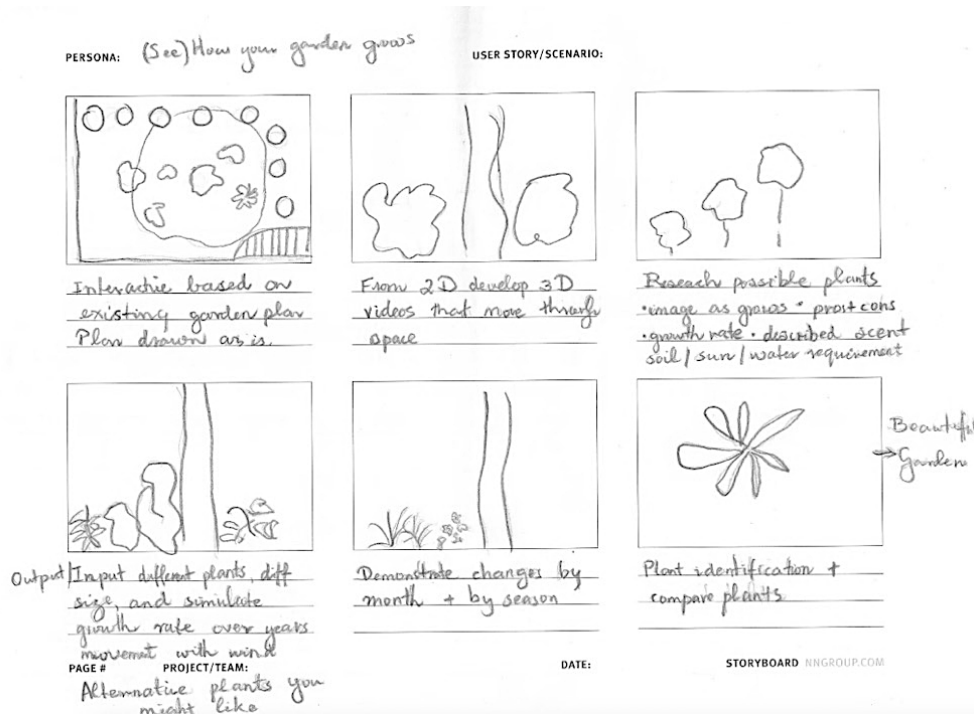 PERSONA: (See) How your garden grows
USER STORY/SCENARIO:
Interactive based on
existing garden plan
Plan drawn as is
From 2D develop 3D
videos that move through
space
Reseach possible plants
• image as grows • pros + cons
• growth rate • described scent
soil / sun / water requirement
Output/Input different plants, diff
size, and simulate
growth rate over years
movement with wind
Demonstrate changes by
month + by season
Plant identification +
compare plants
Beautiful
→ Garden
PAGE #
PROJECT/TEAM:
Alternative plants you
might like
DATE:
STORYBOARD NNGROUP.COM